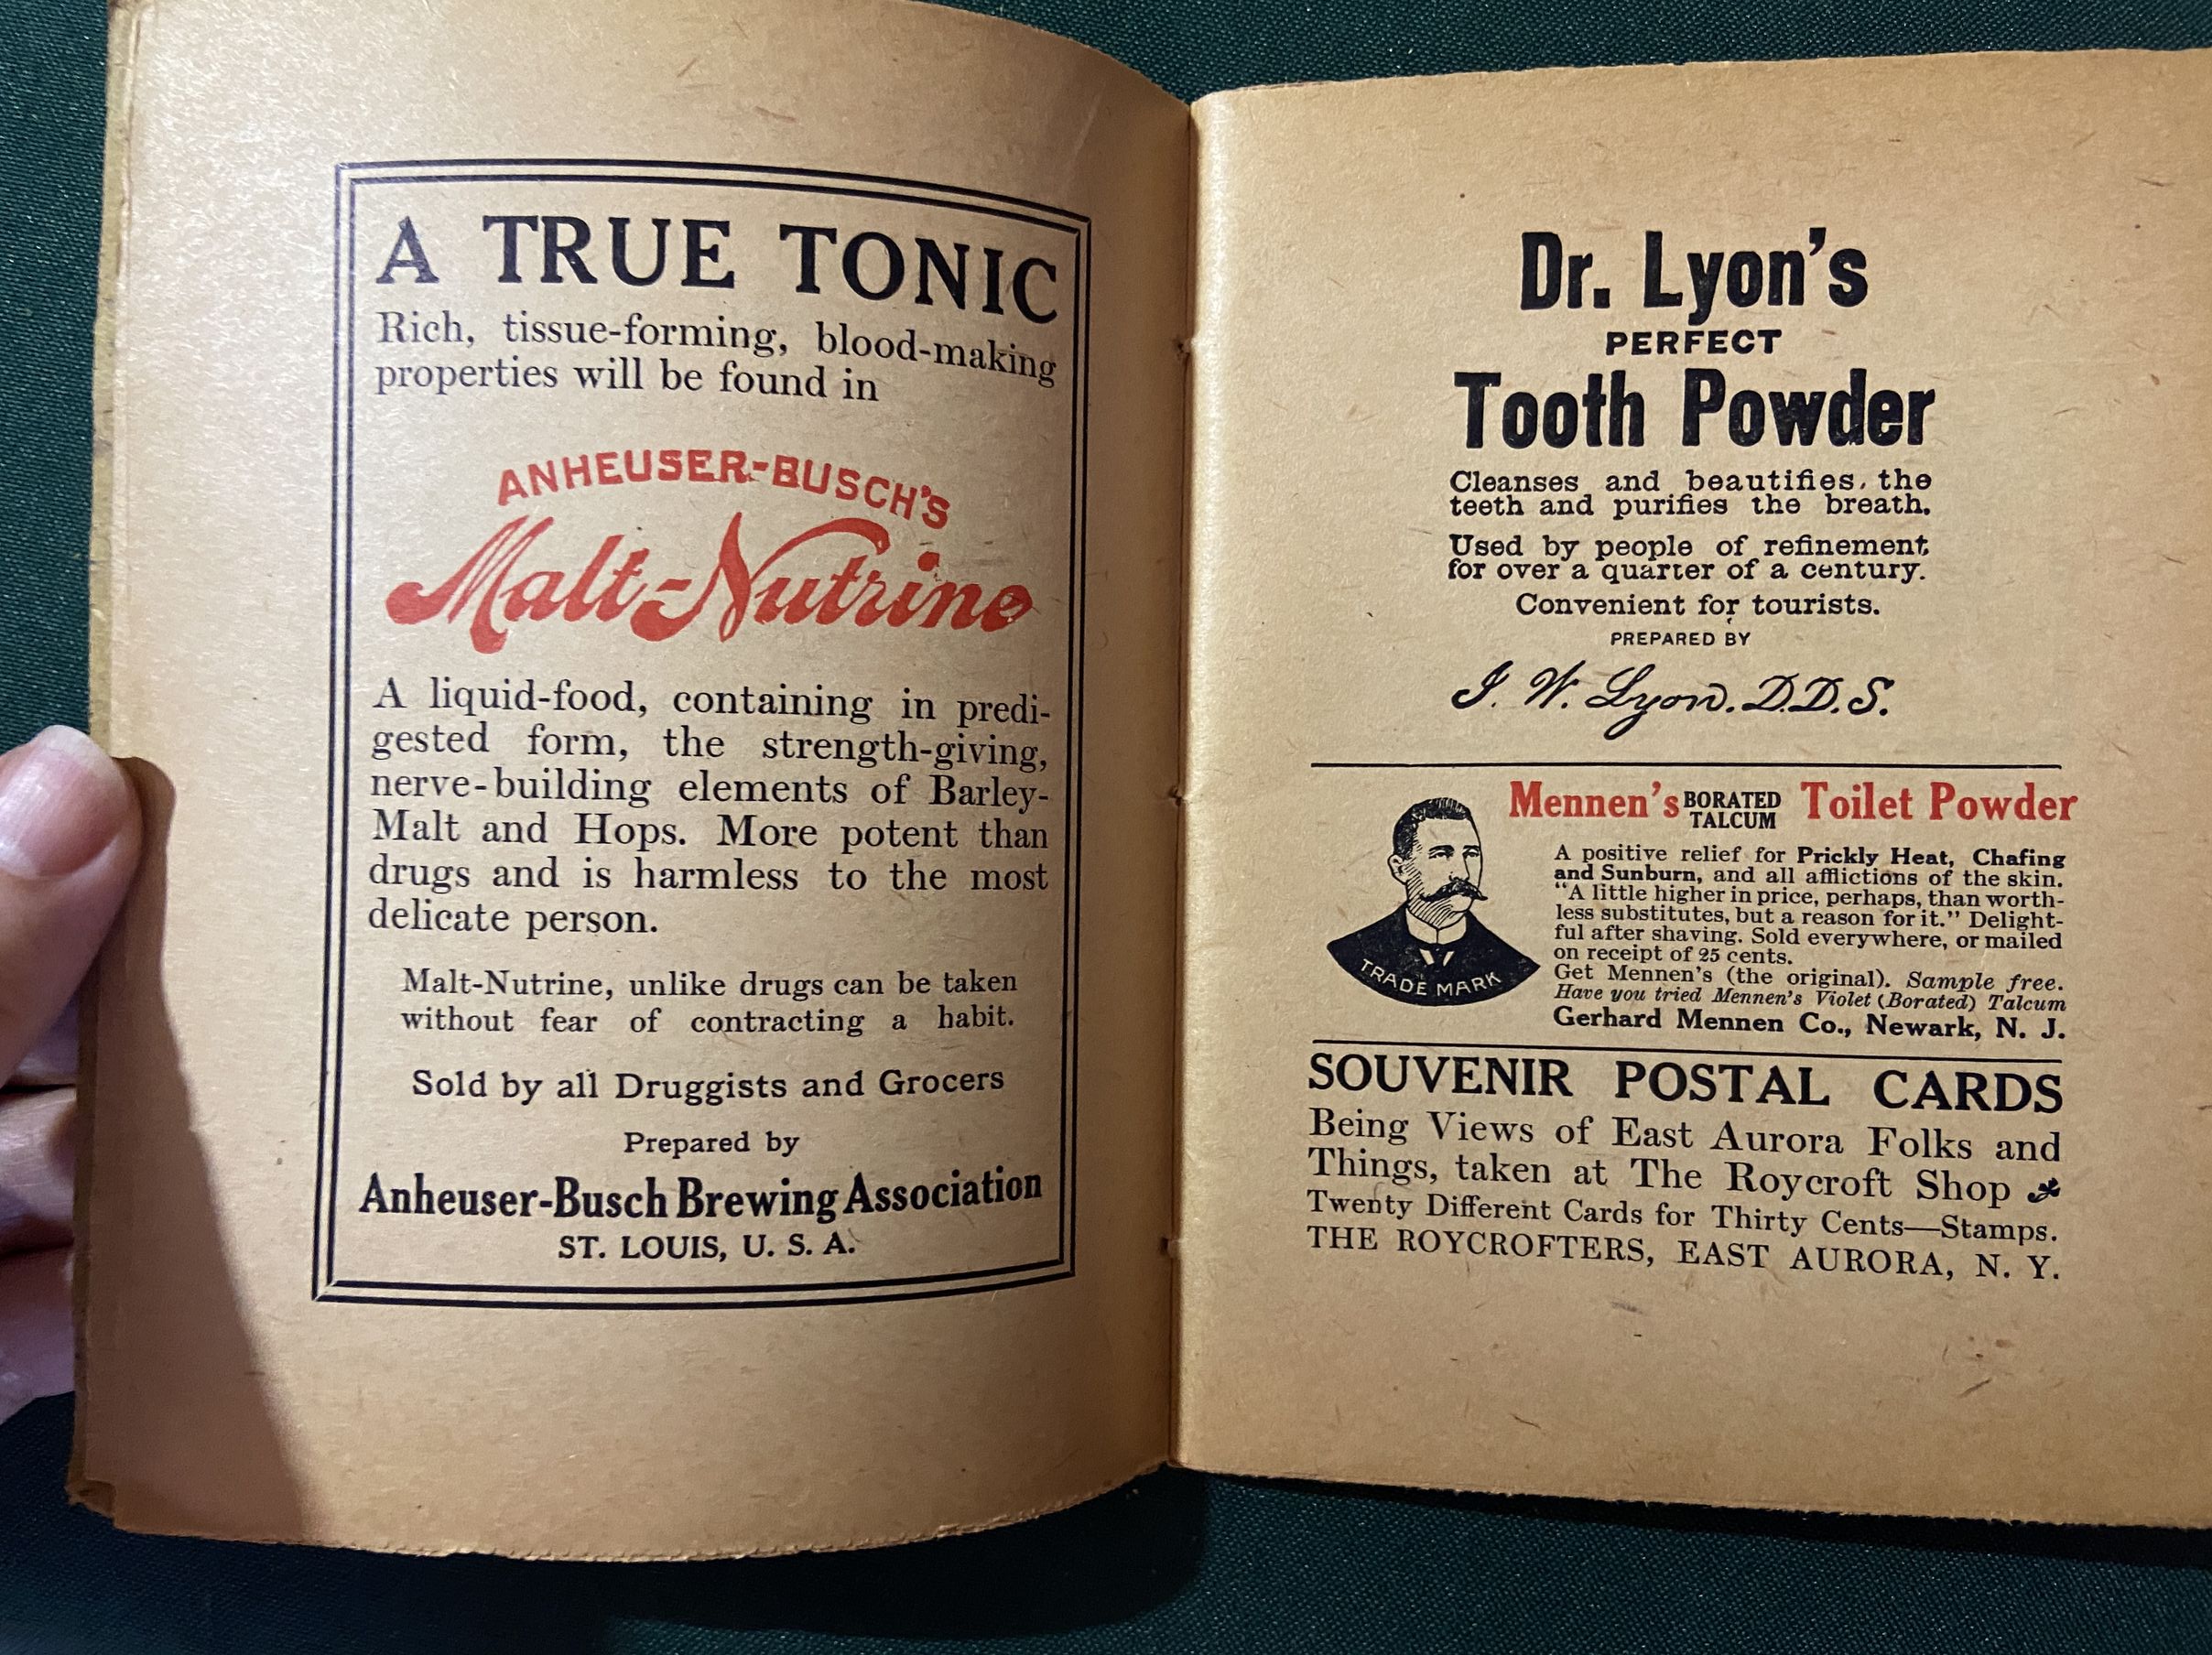 A TRUE TONIC
Rich, tissue-forming, blood-making
properties will be found in
ANHEUSER-BUSCH'S
Malt-Nutrine
A liquid-food, containing in predi-
gested form, the strength-giving,
nerve-building elements of Barley-
Malt and Hops. More potent than
drugs and is harmless to the most
delicate person.
Malt-Nutrine, unlike drugs can be taken
without fear of contracting a habit.
Sold by all Druggists and Grocers
Prepared by
Anheuser-Busch Brewing Association
ST. LOUIS, U. S. A.
Dr. Lyon's
PERFECT
Tooth Powder
Cleanses and beautifies the
teeth and purifies the breath.
Used by people of refinement
for over a quarter of a century.
Convenient for tourists.
PREPARED BY
I. W. Lyon. D.D.S.
Mennen's BORATED TALCUM Toilet Powder
A positive relief for Prickly Heat, Chafing
and Sunburn, and all afflictions of the skin.
"A little higher in price, perhaps, than worth-
less substitutes, but a reason for it." Delight-
ful after shaving. Sold everywhere, or mailed
on receipt of 25 cents.
Get Mennen's (the original). Sample free.
Have you tried Mennen's Violet (Borated) Talcum
Gerhard Mennen Co., Newark, N. J.
TRADE MARK
SOUVENIR POSTAL CARDS
Being Views of East Aurora Folks and
Things, taken at The Roycroft Shop
Twenty Different Cards for Thirty Cents—Stamps.
THE ROYCROFTERS, EAST AURORA, N. Y.